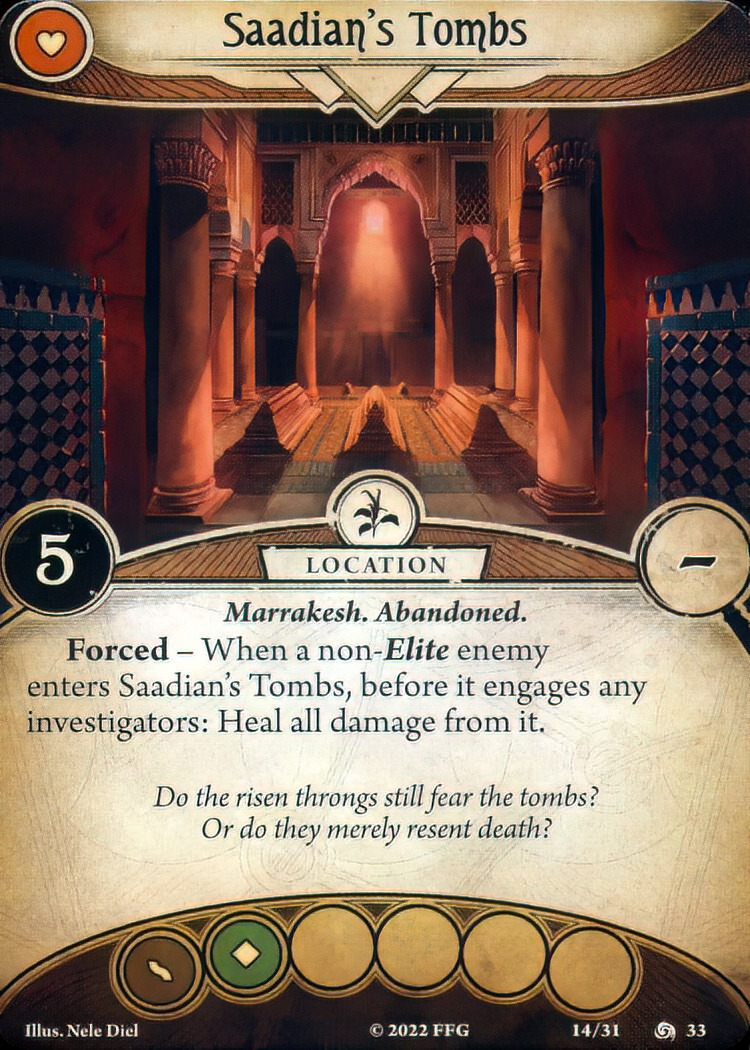 Saadian's Tombs
5
–
LOCATION
Marrakesh. Abandoned.
Forced – When a non-Elite enemy
enters Saadian's Tombs, before it engages any
investigators: Heal all damage from it.
Do the risen throngs still fear the tombs?
Or do they merely resent death?
Illus. Nele Diel
© 2022 FFG
14/31
33